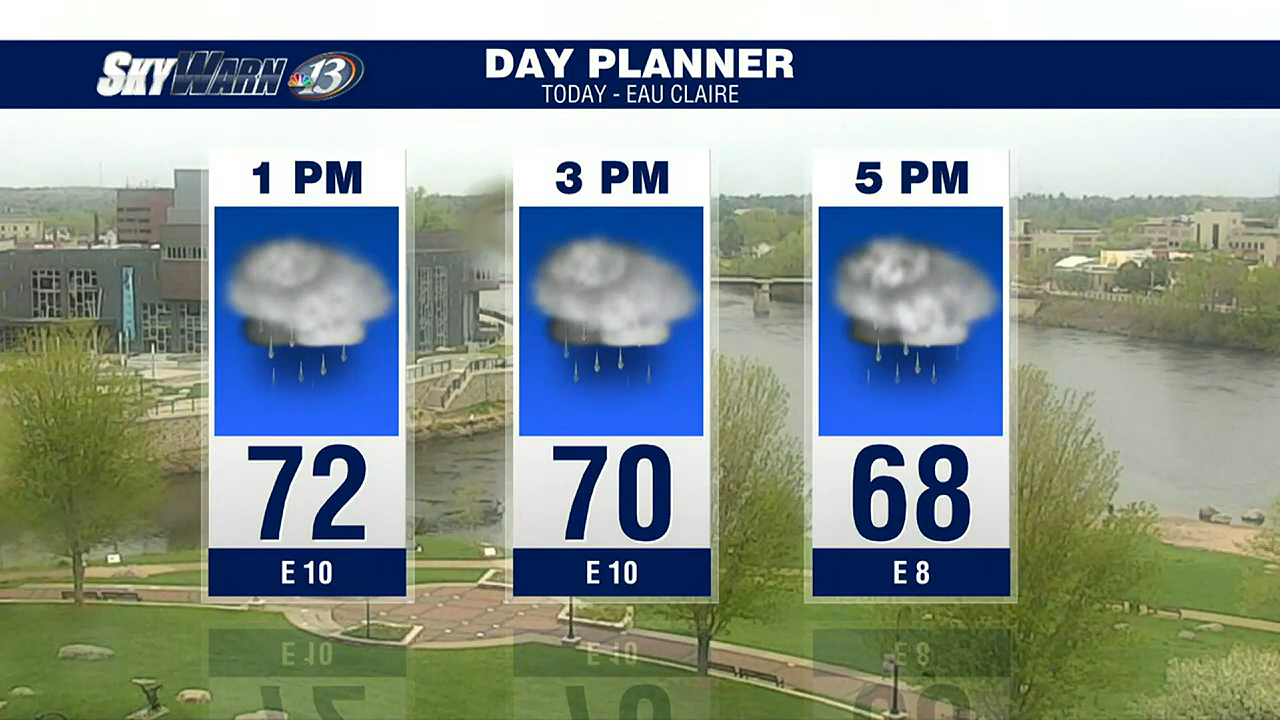 SKYWARN 13
DAY PLANNER
TODAY - EAU CLAIRE
1 PM
72
E 10
3 PM
70
E 10
5 PM
68
E 8